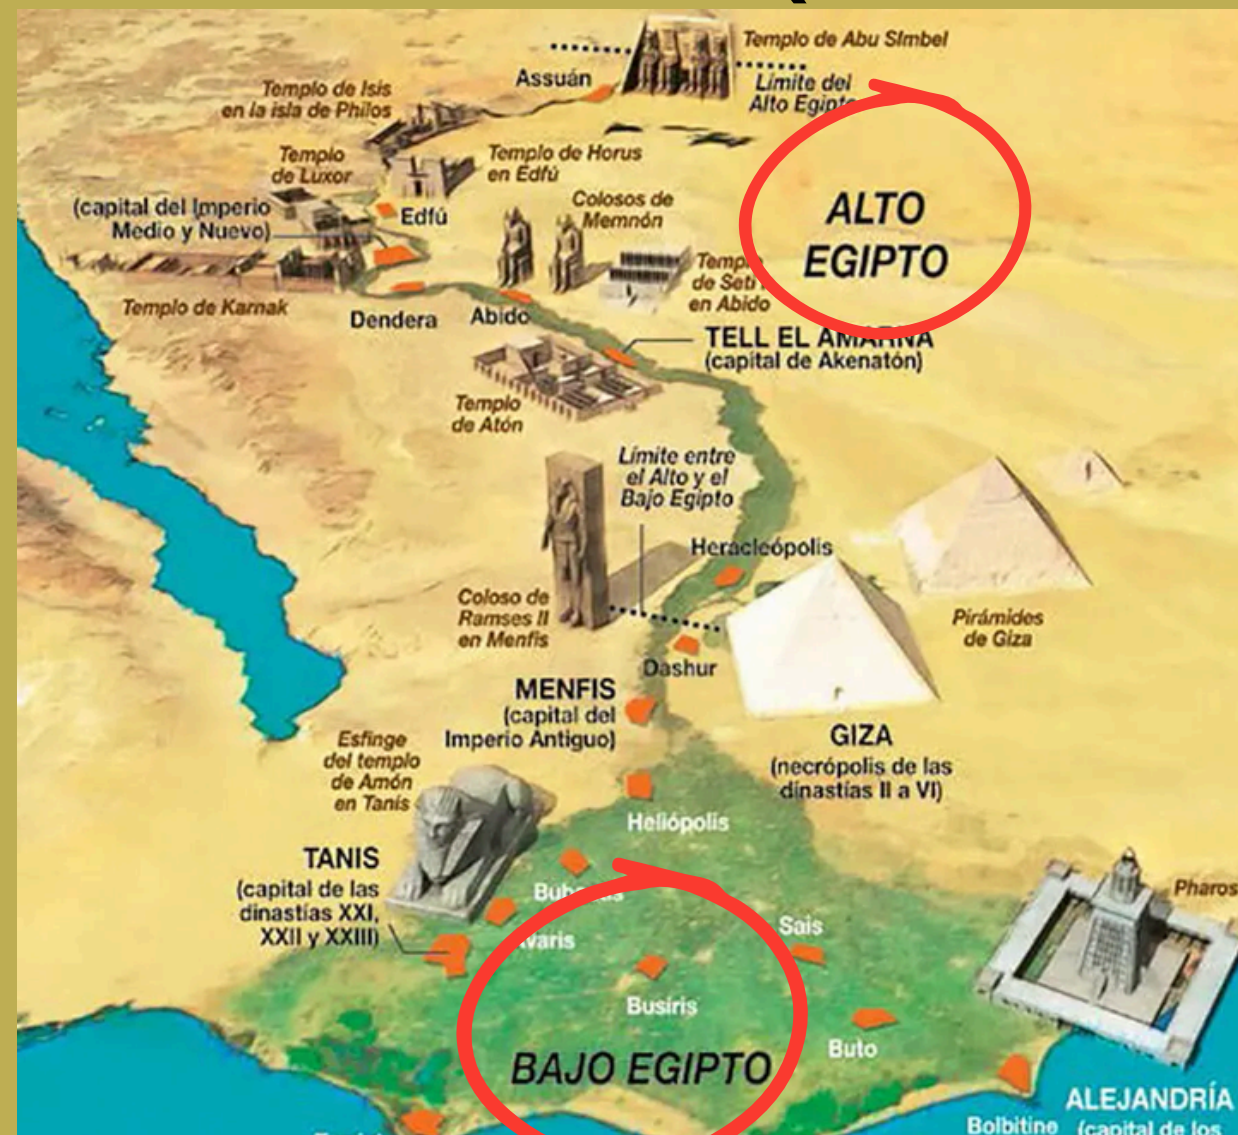 Templo de Abu SImbel
Assuán
Límite del
Alto Egipto
Templo de Isis
en la isla de Philos
Templo
de Luxor
Templo de Horus
en Edfú
(capital del Imperio
Medio y Nuevo)
Edfú
Colosos de
Memnón
ALTO
EGIPTO
Templo
de Seti
en Abido
Templo de Karnak
Dendera
Abido
TELL EL AMARNA
(capital de Akenatón)
Templo
de Atón
Límite entre
el Alto y el
Bajo Egipto
Heracleópolis
Coloso de
Ramses II
en Menfis
Pirámides
de Giza
Dashur
MENFIS
(capital del
Imperio Antiguo)
GIZA
(necrópolis de las
dinastías II a VI)
Esfinge
del templo
de Amón
en Tanis
Heliópolis
TANIS
(capital de las
dinastías XXI,
XXII y XXIII)
Pharos
Sais
Busiris
Buto
BAJO EGIPTO
ALEJANDRÍA
Bolbitine
(capital de los